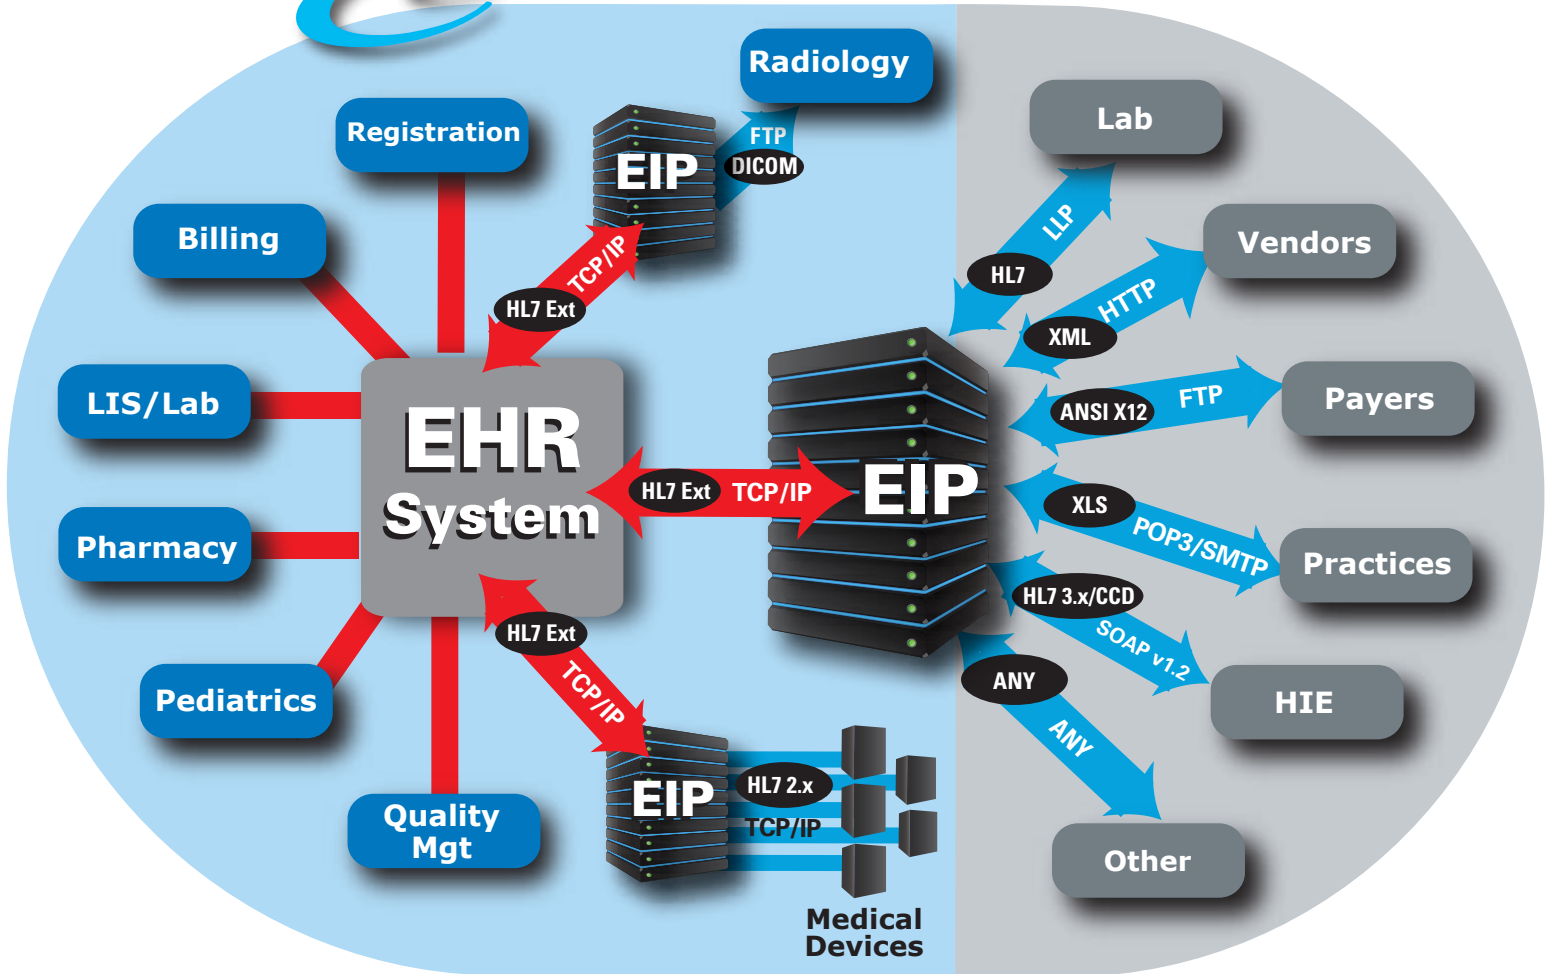 Radiology
Registration
EIP
FTP
DICOM
TCP/IP
HL7 Ext
Billing
LIS/Lab
Pharmacy
Pediatrics
Quality
Mgt
EHR
System
HL7 Ext
TCP/IP
EIP
HL7 Ext
TCP/IP
EIP
HL7 2.x
TCP/IP
Medical
Devices
Lab
LLP
HL7
Vendors
HTTP
XML
Payers
FTP
ANSI X12
Practices
XLS
POP3/SMTP
HL7 3.x/CCD
SOAP v1.2
HIE
ANY
ANY
Other